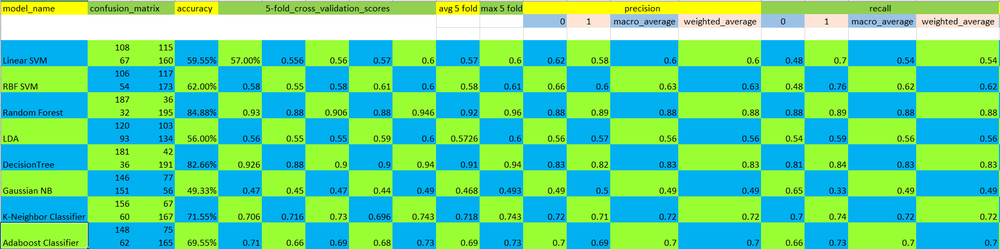 model_name confusion_matrix accuracy 5-fold_cross_validation_scores avg 5 fold max 5 fold precision recall
0 1 macro_average weighted_average 0 1 macro_average weighted_average
108 115
Linear SVM 67 160 59.55% 57.00% 0.556 0.56 0.57 0.6 0.57 0.6 0.62 0.58 0.6 0.6 0.48 0.7 0.54 0.54
106 117
RBF SVM 54 173 62.00% 0.58 0.55 0.58 0.61 0.6 0.58 0.61 0.66 0.6 0.63 0.63 0.48 0.76 0.62 0.62
187 36
Random Forest 32 195 84.88% 0.93 0.88 0.906 0.88 0.946 0.92 0.96 0.88 0.89 0.88 0.88 0.88 0.89 0.88 0.88
120 103
LDA 93 134 56.00% 0.56 0.55 0.55 0.59 0.6 0.5726 0.6 0.56 0.57 0.56 0.56 0.54 0.59 0.56 0.56
181 42
DecisionTree 36 191 82.66% 0.926 0.88 0.9 0.9 0.94 0.91 0.94 0.83 0.82 0.83 0.83 0.81 0.84 0.83 0.83
146 77
Gaussian NB 151 56 49.33% 0.47 0.45 0.47 0.44 0.49 0.468 0.493 0.49 0.5 0.49 0.49 0.65 0.33 0.49 0.49
156 67
K-Neighbor Classifier 60 167 71.55% 0.706 0.716 0.73 0.696 0.743 0.718 0.743 0.72 0.71 0.72 0.72 0.7 0.74 0.72 0.72
148 75
Adaboost Classifier 62 165 69.55% 0.71 0.66 0.69 0.68 0.73 0.69 0.73 0.7 0.69 0.7 0.7 0.66 0.73 0.7 0.7